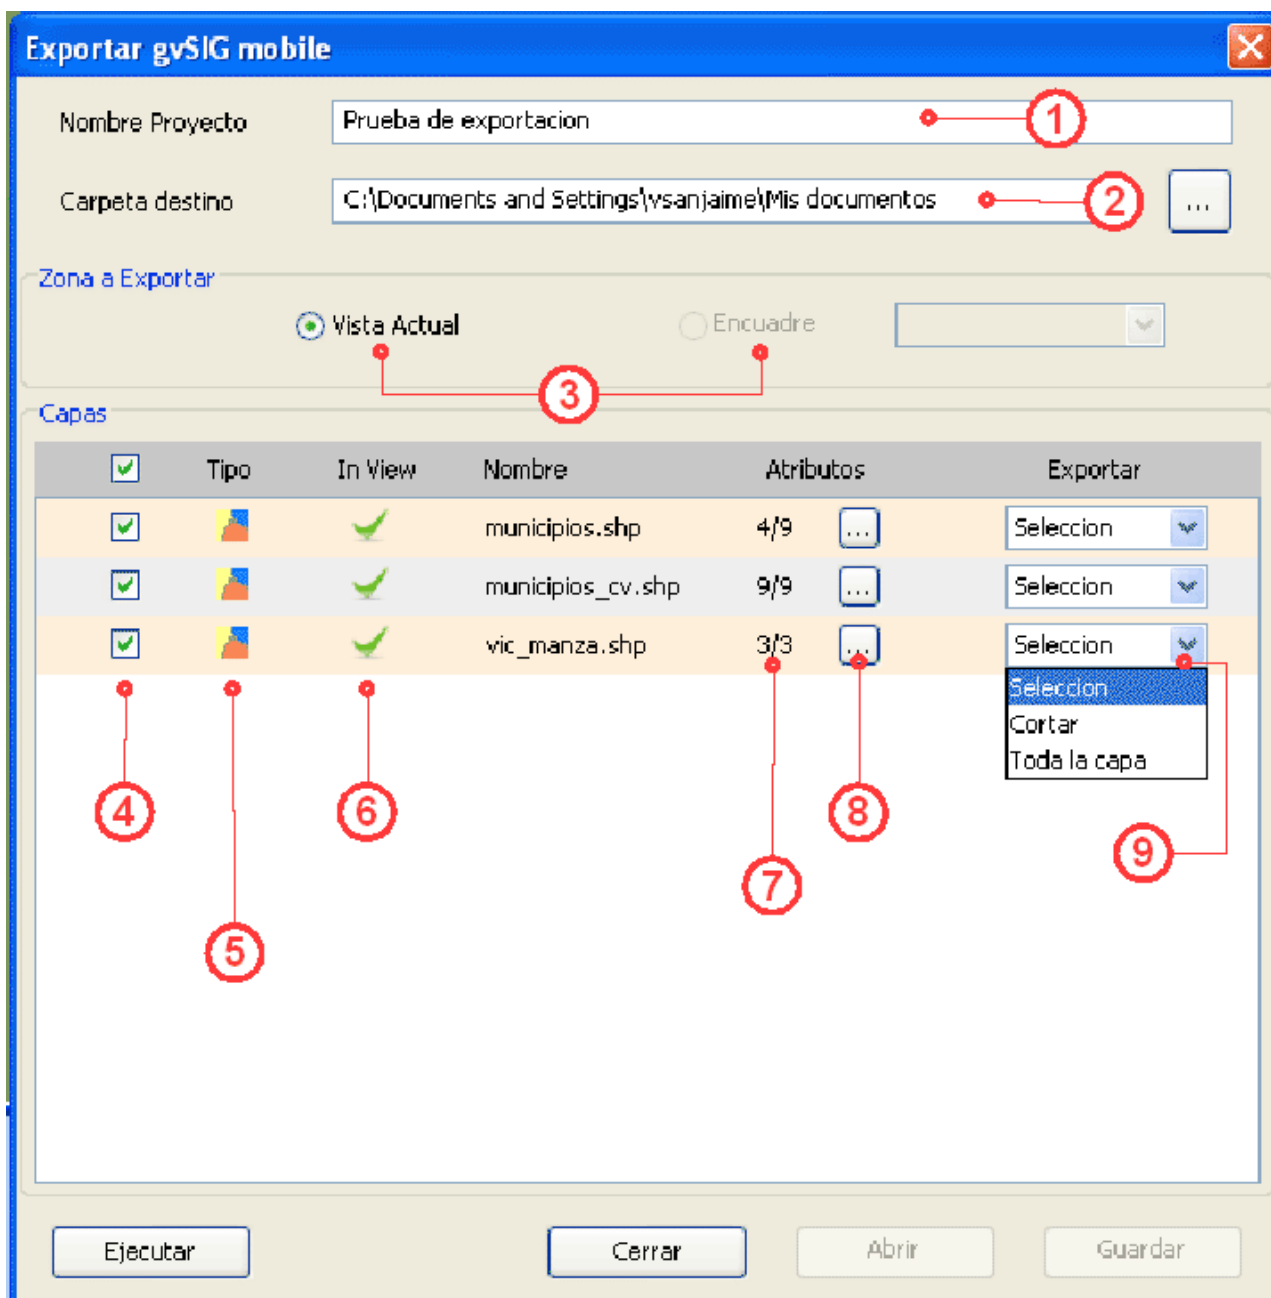 Exportar gvSIG mobile
Nombre Proyecto Prueba de exportacion 1
Carpeta destino C:\Documents and Settings\vsanjaime\Mis documentos 2 ...
Zona a Exportar
Vista Actual Encuadre
3
Capas
Tipo In View Nombre Atributos Exportar
municipios.shp 4/9 ... Seleccion
municipios_cv.shp 9/9 ... Seleccion
vic_manza.shp 3/3 ... Seleccion
Seleccion
Cortar
Toda la capa
4 6 8
9
7
5
Ejecutar Cerrar Abrir Guardar